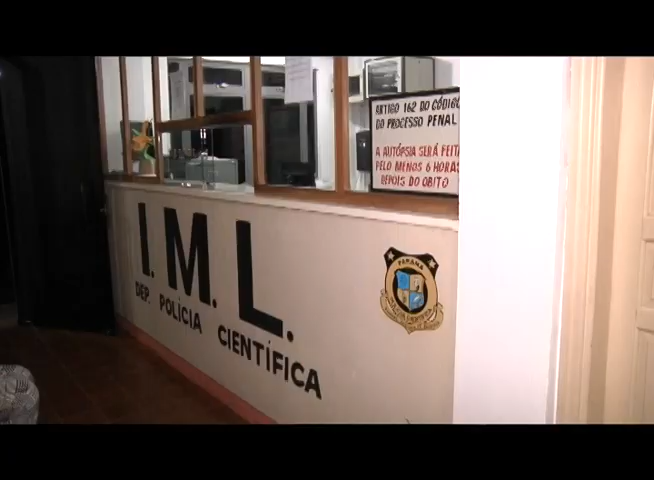 ARTIGO 162 DO CÓDIGO
DO PROCESSO PENAL
A AUTÓPSIA SERÁ FEITA
PELO MENOS 6 HORAS
DEPOIS DO OBITO
I.M.L.
DEP. POLÍCIA CIENTÍFICA
PARANÁ